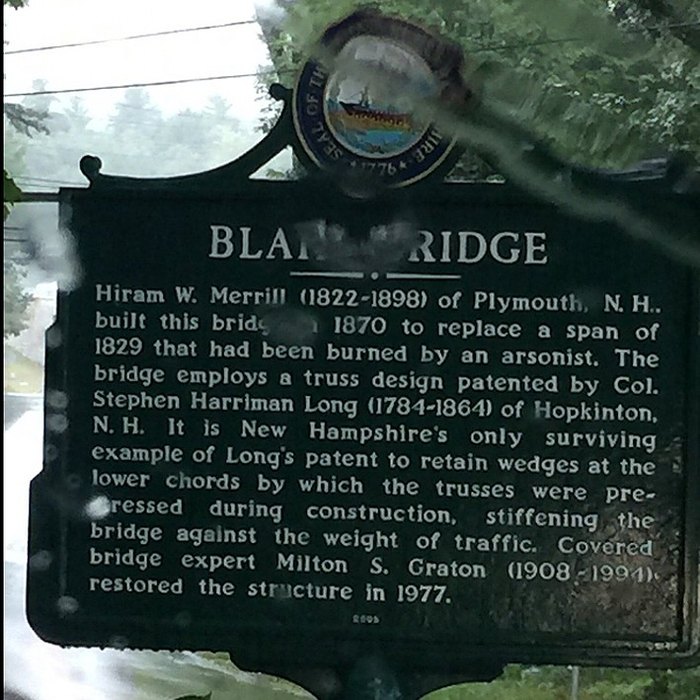 SEAL OF TH
1776
Hiram W. Merrill (1822-1898) of Plymouth, N. H.,
built this 1870 to replace a span of
1829 that had been burned by an arsonist. The
bridge employs a truss design patented by Col.
Stephen Harriman Long (1784-1864) of Hopkinton,
N. H. It is New Hampshire's only surviving
example of Long's patent to retain wedges at the
lower chords by which the trusses were pre-
during construction, stiffening the
bridge against the weight of traffic. Covered
bridge expert Milton S. Graton (1908-1994)
restored the structure in 1977.